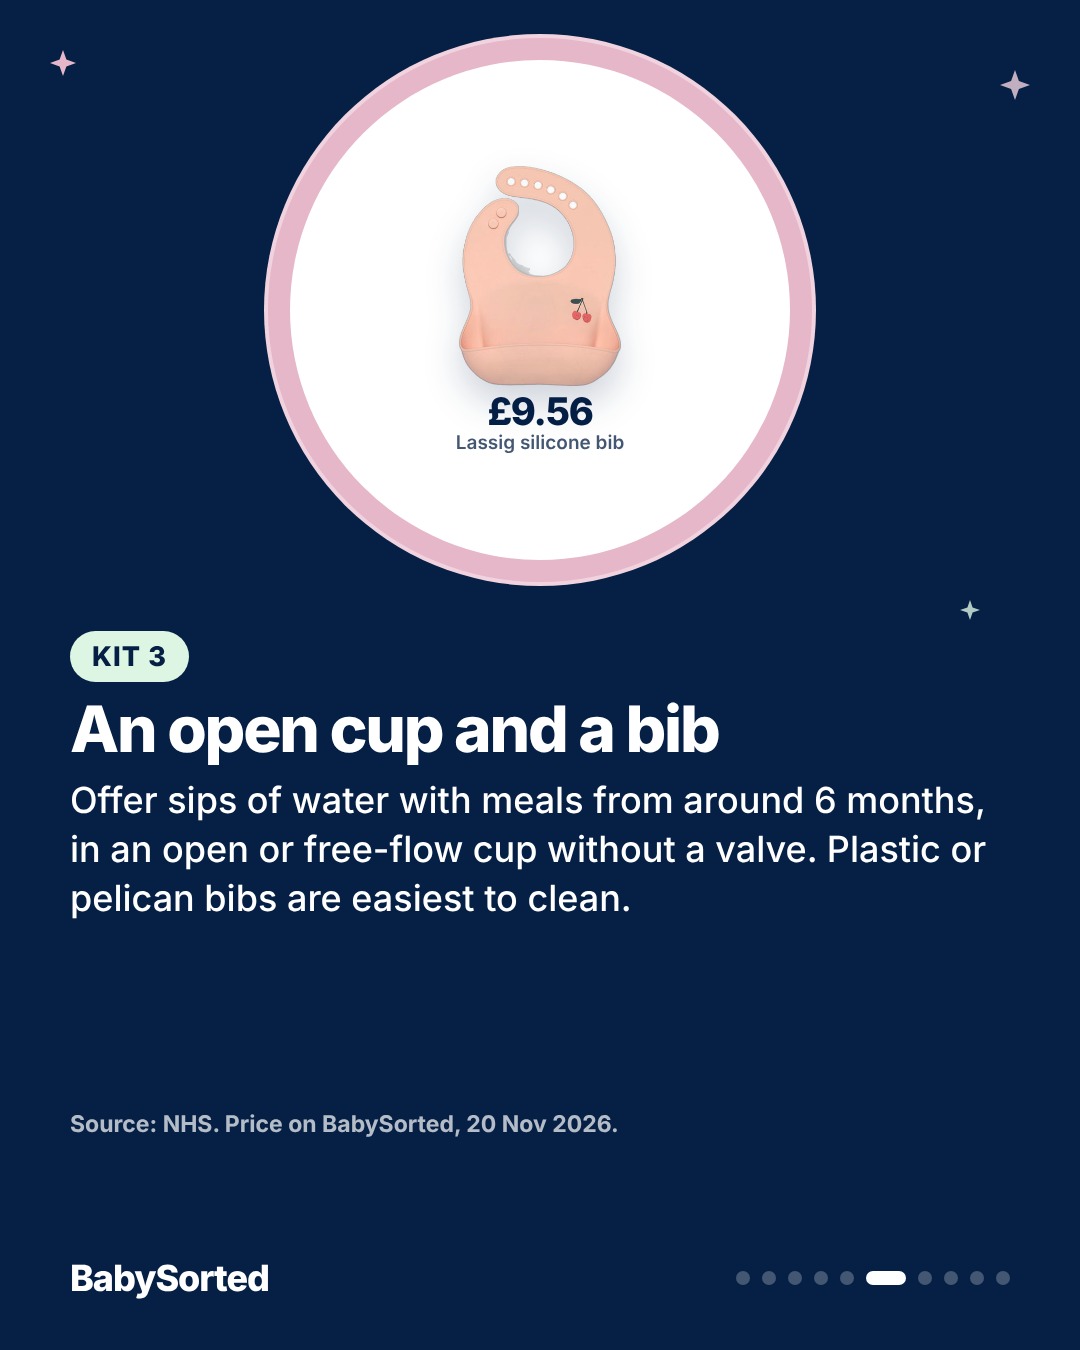 £9.56
Lassig silicone bib
KIT 3
An open cup and a bib
Offer sips of water with meals from around 6 months,
in an open or free-flow cup without a valve. Plastic or
pelican bibs are easiest to clean.
Source: NHS. Price on BabySorted, 20 Nov 2026.
BabySorted